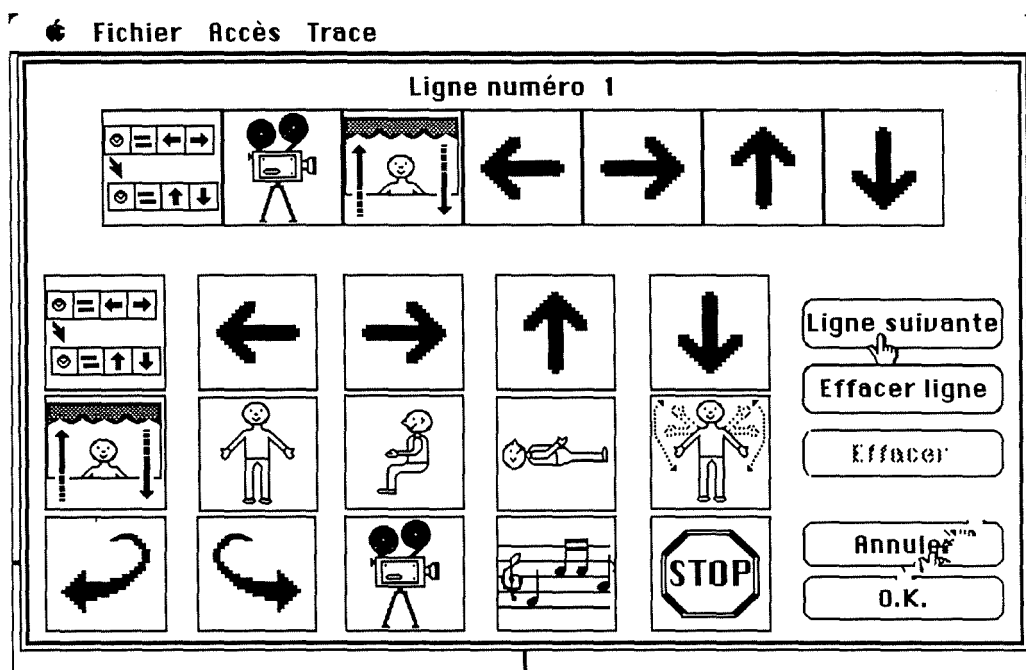 Fichier Accès Trace
Ligne numéro 1
Ligne suivante
Effacer ligne
Effacer
STOP
Annuler
O.K.